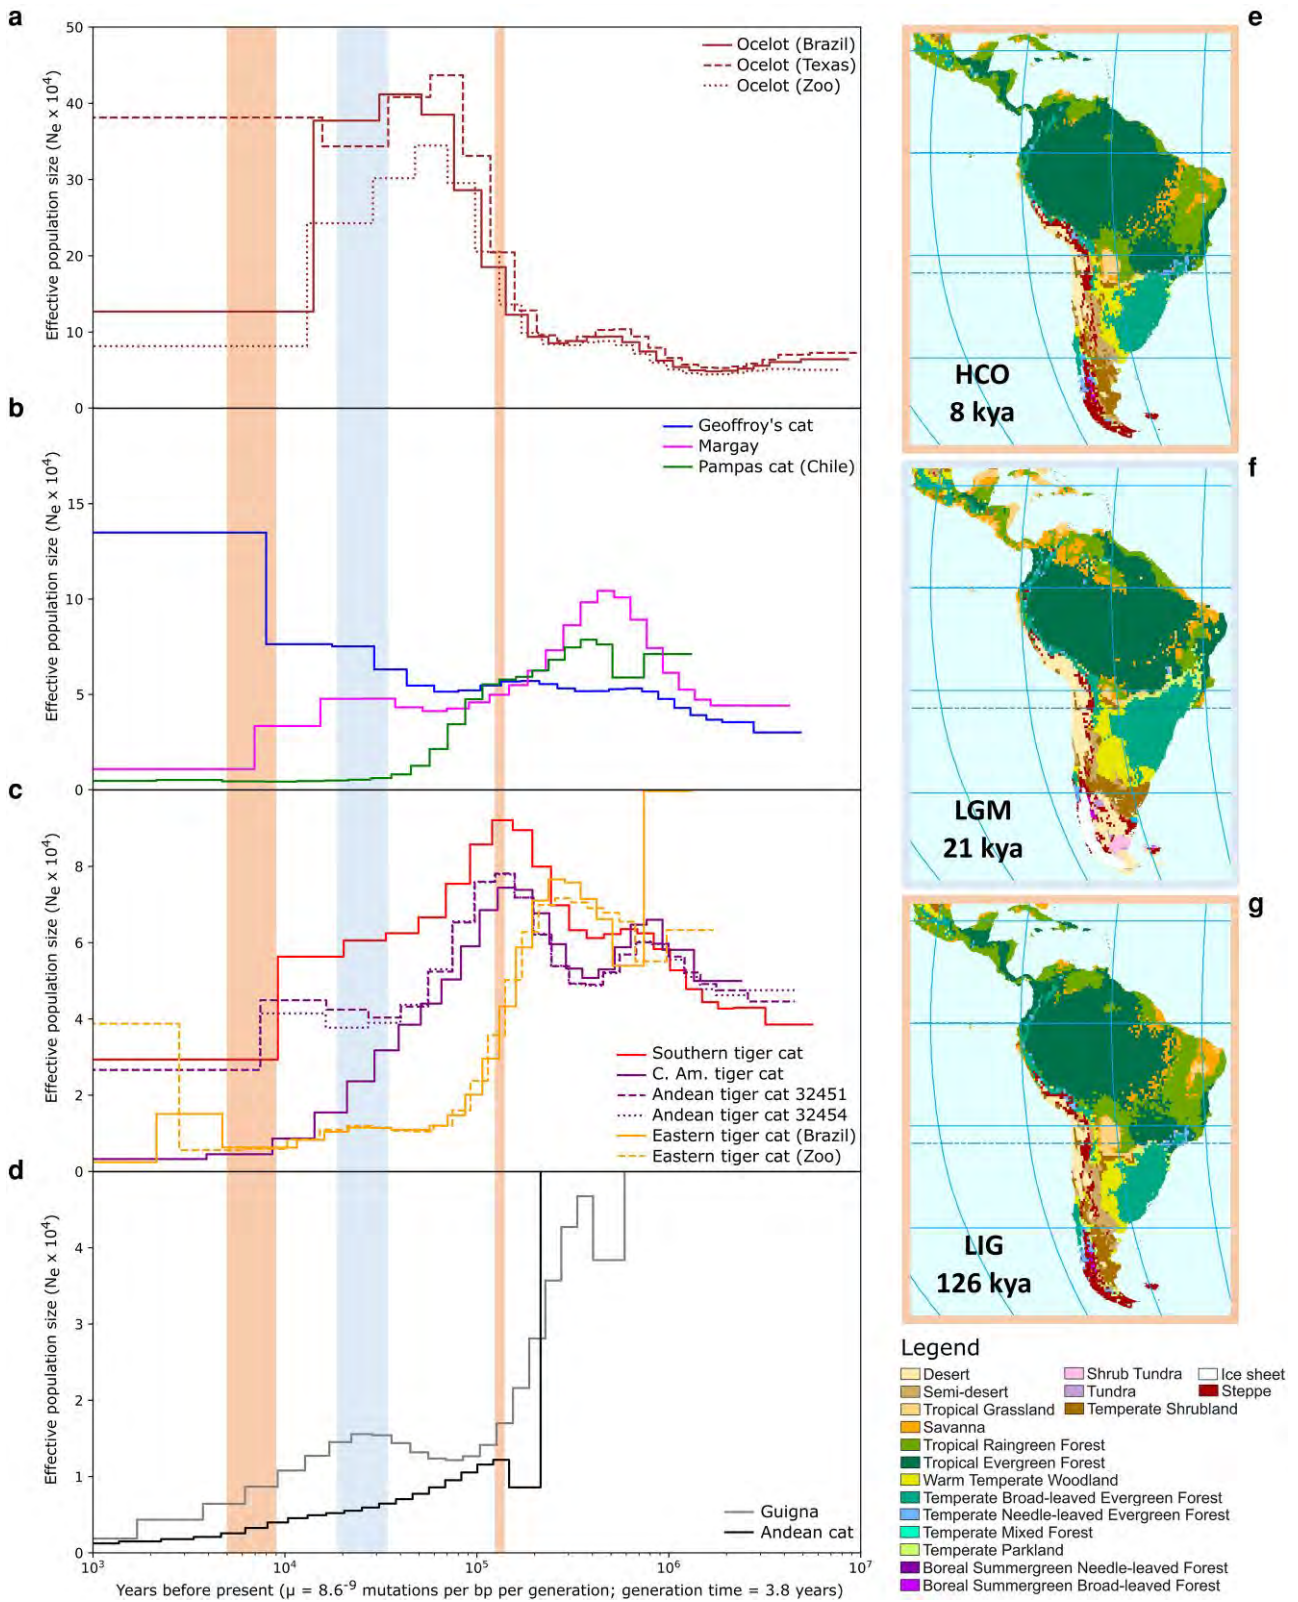 a
50
40
30
20
10
0
Effective population size (Ne x 10⁴)
Ocelot (Brazil)
Ocelot (Texas)
Ocelot (Zoo)
b
15
10
5
0
Effective population size (Ne x 10⁴)
Geoffroy's cat
Margay
Pampas cat (Chile)
c
8
6
4
2
0
Effective population size (Ne x 10⁴)
Southern tiger cat
C. Am. tiger cat
Andean tiger cat 32451
Andean tiger cat 32454
Eastern tiger cat (Brazil)
Eastern tiger cat (Zoo)
d
4
3
2
1
0
Effective population size (Ne x 10⁴)
Guigna
Andean cat
10³ 10⁴ 10⁵ 10⁶ 10⁷
Years before present (μ = 8.6⁻⁹ mutations per bp per generation; generation time = 3.8 years)
e
HCO
8 kya
f
LGM
21 kya
g
LIG
126 kya
Legend
Desert
Semi-desert
Tropical Grassland
Savanna
Tropical Raingreen Forest
Tropical Evergreen Forest
Warm Temperate Woodland
Temperate Broad-leaved Evergreen Forest
Temperate Needle-leaved Evergreen Forest
Temperate Mixed Forest
Temperate Parkland
Boreal Summergreen Needle-leaved Forest
Boreal Summergreen Broad-leaved Forest
Shrub Tundra
Tundra
Temperate Shrubland
Ice sheet
Steppe